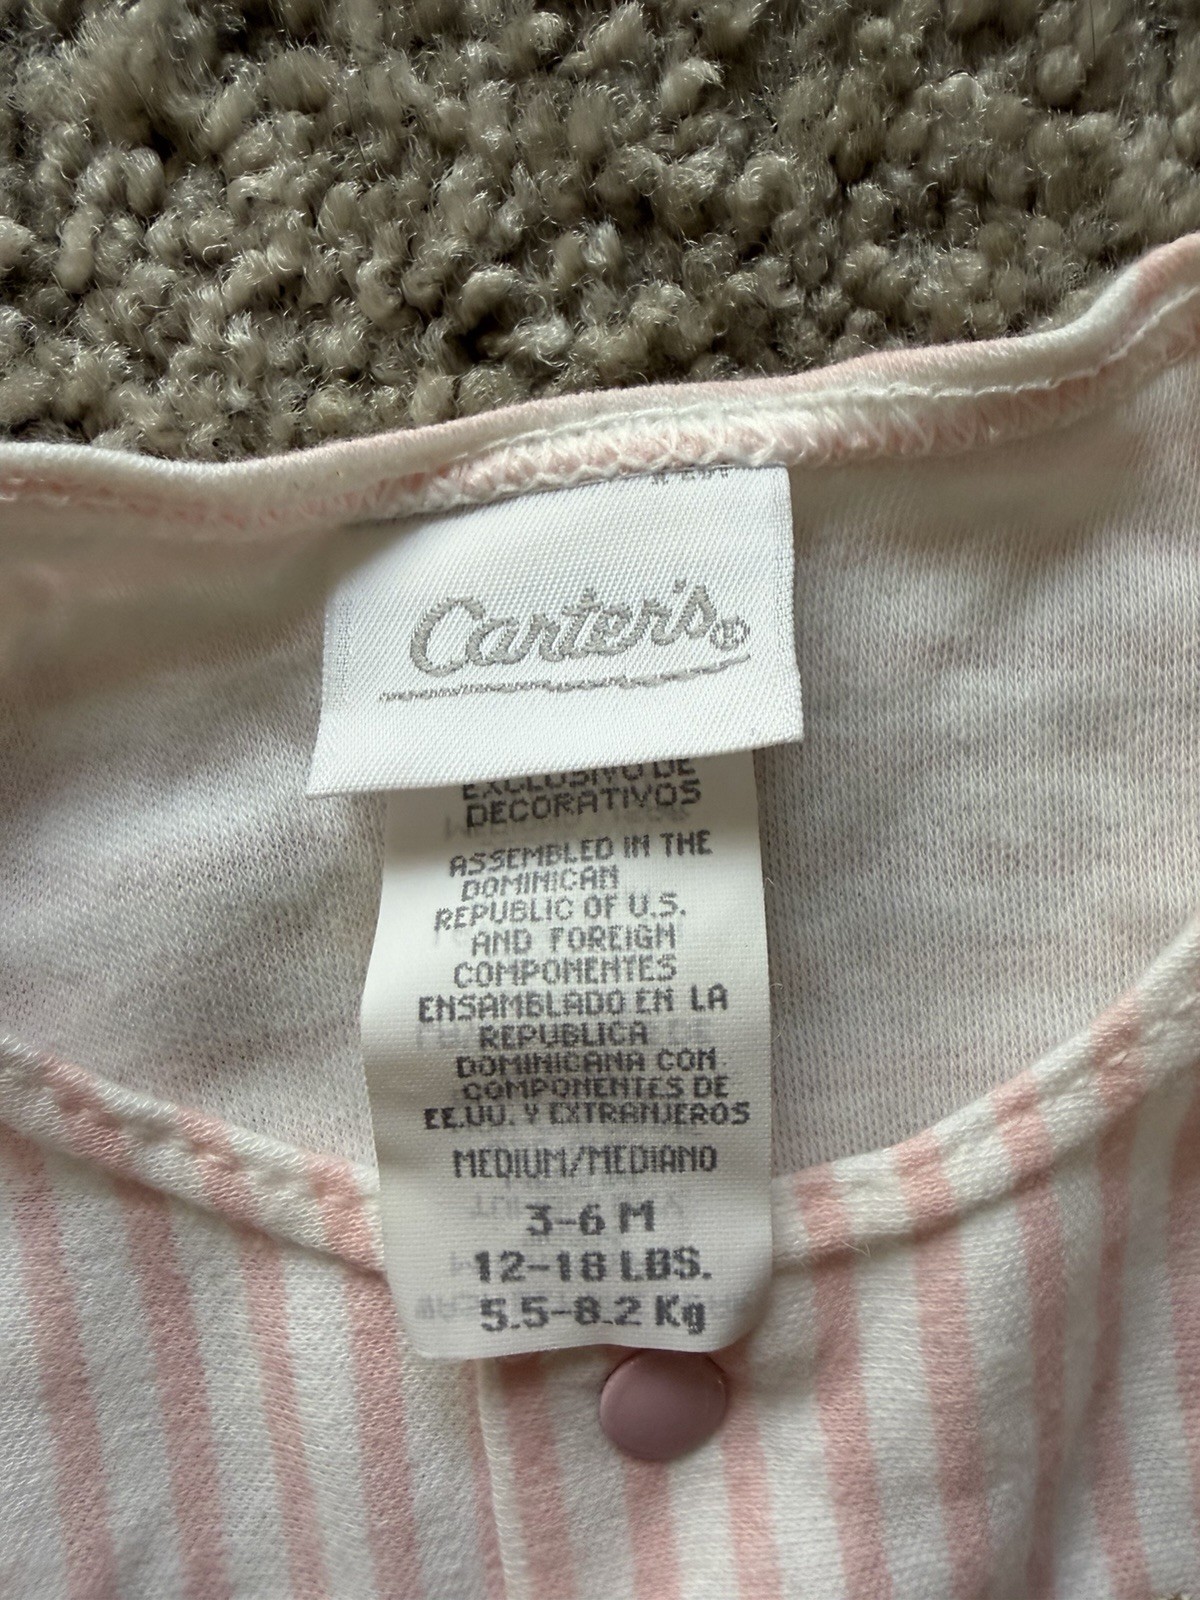 Carter's®
EXCLUSIVO DE
DECORATIVOS
ASSEMBLED IN THE
DOMINICAN
REPUBLIC OF U.S.
AND FOREIGN
COMPONENTES
ENSAMBLADO EN LA
REPUBLICA
DOMINICANA CON
COMPONENTES DE
EE.UU. Y EXTRANJEROS
MEDIUM/MEDIANO
3-6 M
12-18 LBS.
5.5-8.2 Kg